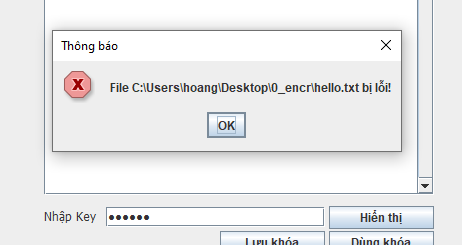 Thông báo
File C:\Users\hoang\Desktop\0_encr\hello.txt bị lỗi!
OK
Nhập Key ●●●●●● Hiển thị
Lưu khóa Dùng khóa